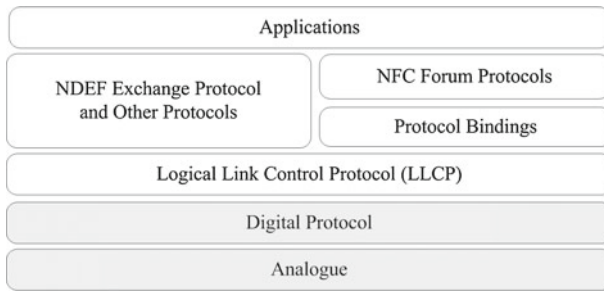 Applications
NDEF Exchange Protocol
and Other Protocols
NFC Forum Protocols
Protocol Bindings
Logical Link Control Protocol (LLCP)
Digital Protocol
Analogue